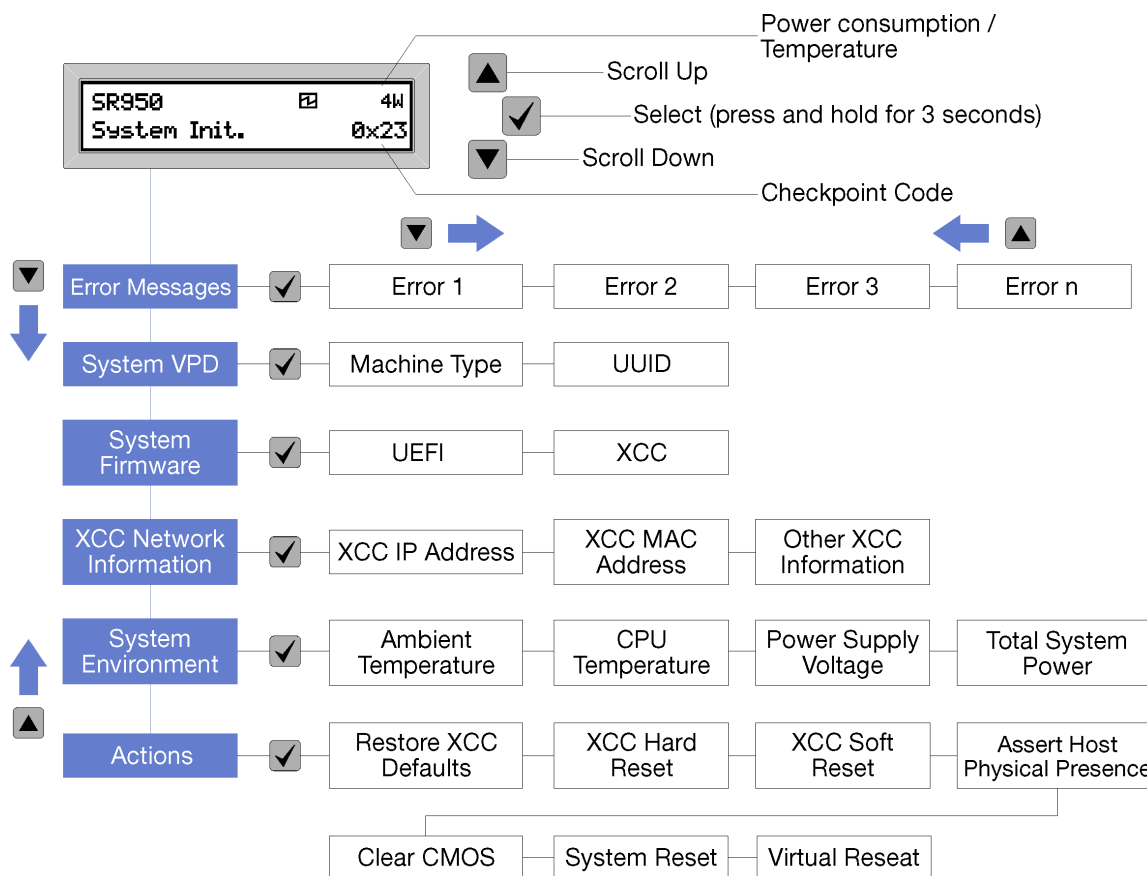 Power consumption /
Temperature
SR950 4W
System Init. 0x23
Scroll Up
Select (press and hold for 3 seconds)
Scroll Down
Checkpoint Code
Error Messages
Error 1
Error 2
Error 3
Error n
System VPD
Machine Type
UUID
System
Firmware
UEFI
XCC
XCC Network
Information
XCC IP Address
XCC MAC
Address
Other XCC
Information
System
Environment
Ambient
Temperature
CPU
Temperature
Power Supply
Voltage
Total System
Power
Actions
Restore XCC
Defaults
XCC Hard
Reset
XCC Soft
Reset
Assert Host
Physical Presence
Clear CMOS
System Reset
Virtual Reseat